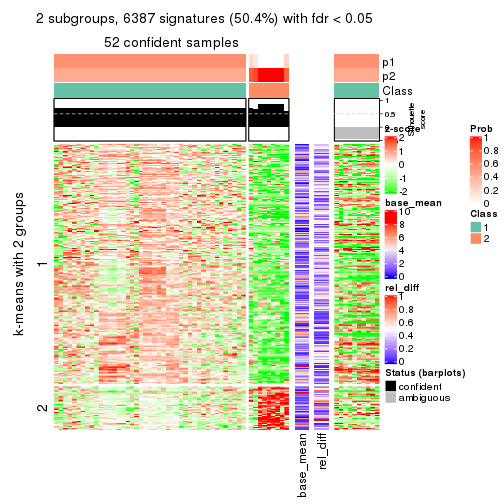 2 subgroups, 6387 signatures (50.4%) with fdr < 0.05
52 confident samples
p1
p2
Class
1
0.5
0
Silhouette
score
k-means with 2 groups
1
2
base_mean
rel_diff
z-score
2
1
0
-1
-2
base_mean
10
8
6
4
2
0
rel_diff
1
0.8
0.6
0.4
0.2
0
Status (barplots)
confident
ambiguous
Prob
1
0.8
0.6
0.4
0.2
0
Class
1
2